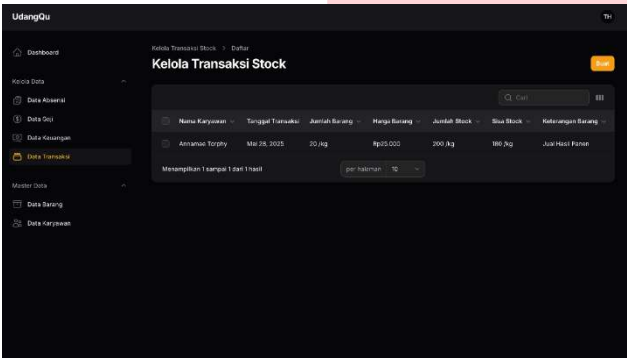 UdangQu
TH
Dashboard
Kelola Data
Data Absensi
Data Gaji
Data Keuangan
Data Transaksi
Master Data
Data Barang
Data Karyawan
Kelola Transaksi Stock > Daftar
Kelola Transaksi Stock
Buat
Cari
Nama Karyawan Tanggal Transaksi Jumlah Barang Harga Barang Jumlah Stock Sisa Stock Keterangan Barang
Annamae Torphy Mei 28, 2025 20 /kg Rp25.000 200 /kg 180 /kg Jual Hasil Panen
Menampilkan 1 sampai 1 dari 1 hasil per halaman 10